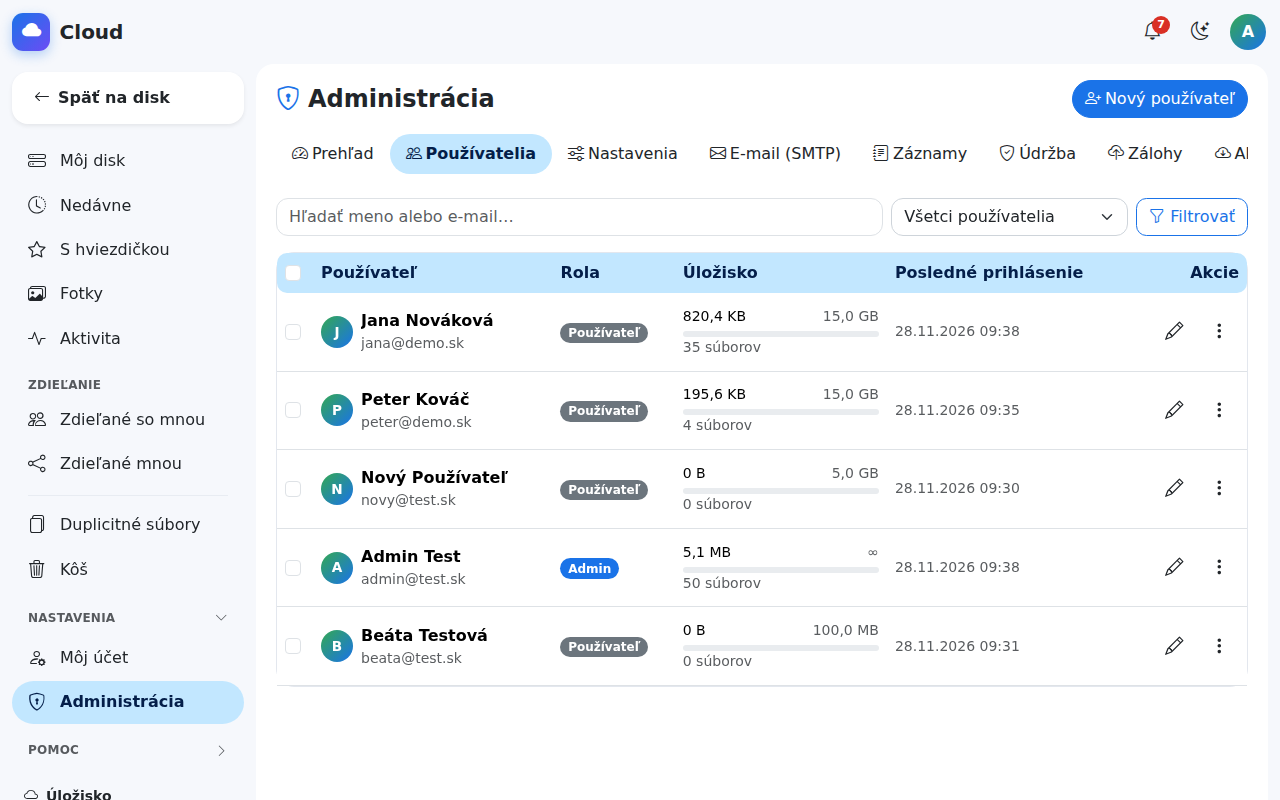 Cloud
7
A
Späť na disk
Môj disk
Nedávne
S hviezdičkou
Fotky
Aktivita
ZDIEĽANIE
Zdieľané so mnou
Zdieľané mnou
Duplicitné súbory
Kôš
NASTAVENIA
Môj účet
Administrácia
POMOC
Úložisko
Administrácia
Nový používateľ
Prehľad
Používatelia
Nastavenia
E-mail (SMTP)
Záznamy
Údržba
Zálohy
Hľadať meno alebo e-mail…
Všetci používatelia
Filtrovať
Používateľ Rola Úložisko Posledné prihlásenie Akcie
J
Jana Nováková
jana@demo.sk
Používateľ
820,4 KB 15,0 GB
35 súborov
28.11.2026 09:38
P
Peter Kováč
peter@demo.sk
Používateľ
195,6 KB 15,0 GB
4 súborov
28.11.2026 09:35
N
Nový Používateľ
novy@test.sk
Používateľ
0 B 5,0 GB
0 súborov
28.11.2026 09:30
A
Admin Test
admin@test.sk
Admin
5,1 MB ∞
50 súborov
28.11.2026 09:38
B
Beáta Testová
beata@test.sk
Používateľ
0 B 100,0 MB
0 súborov
28.11.2026 09:31